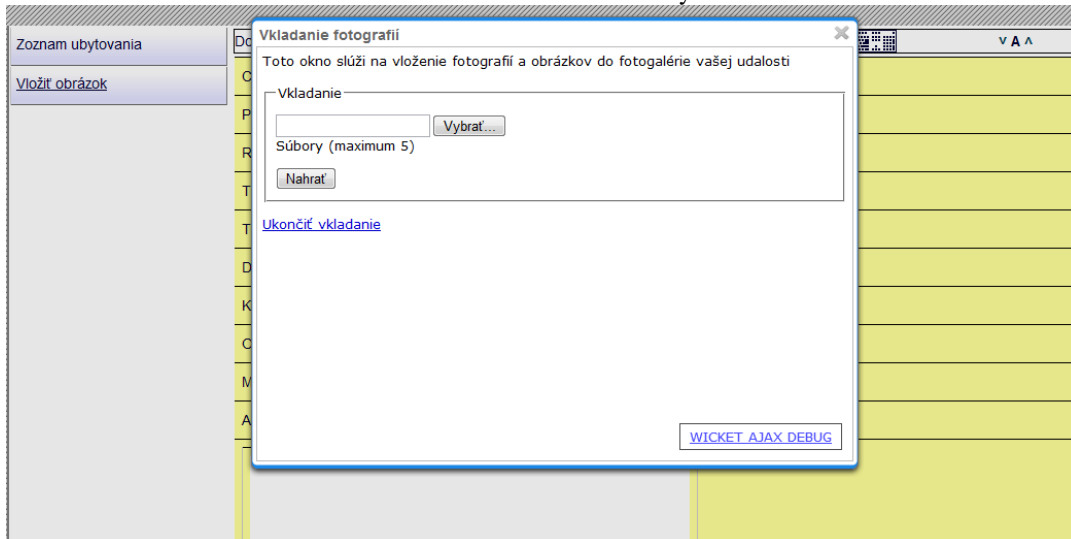 Zoznam ubytovania
Vložiť obrázok
Vkladanie fotografií
Toto okno slúži na vloženie fotografií a obrázkov do fotogalérie vašej udalosti
Vkladanie
Vybrať...
Súbory (maximum 5)
Nahrať
Ukončiť vkladanie
WICKET AJAX DEBUG
v A ʌ